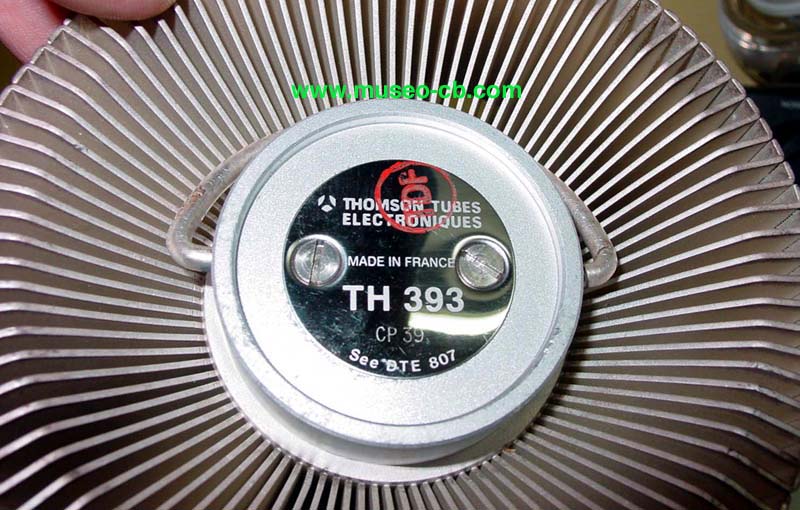 www.museo-cb.com
THOMSON TUBES
ELECTRONIQUES
MADE IN FRANCE
TH 393
CP 39
See DTE 807